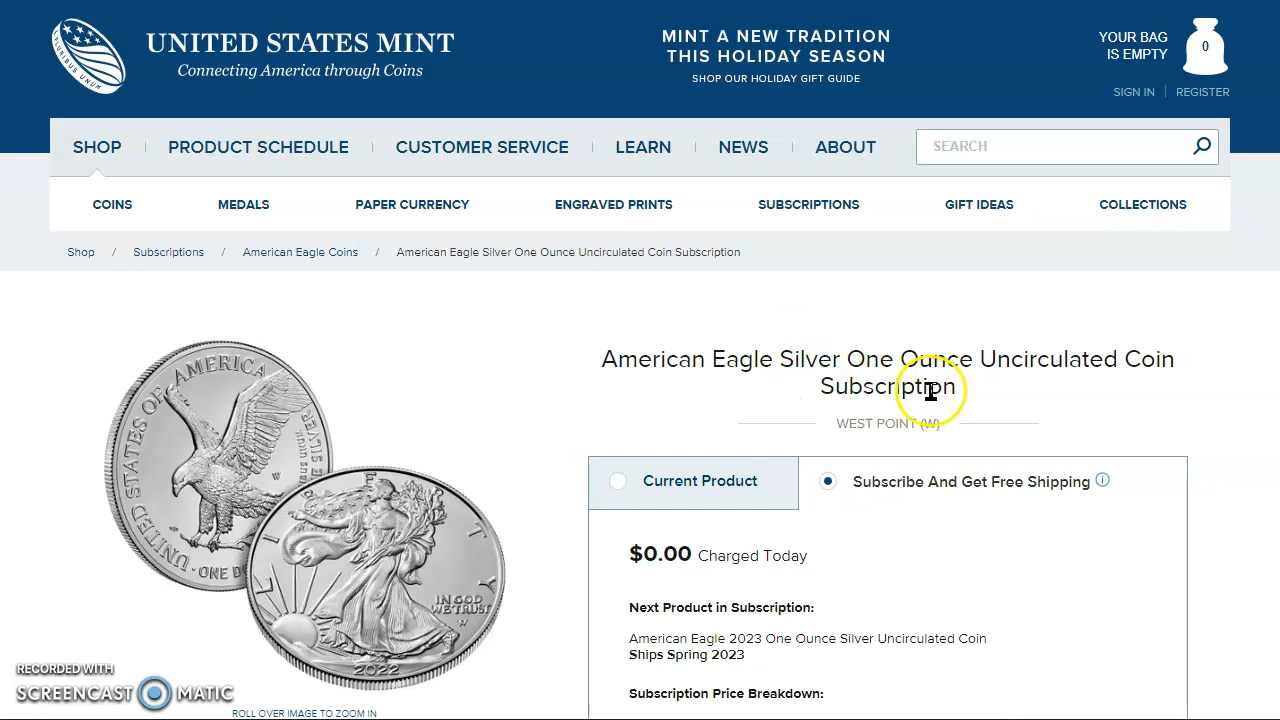 UNITED STATES MINT
Connecting America through Coins
E PLURIBUS UNUM
MINT A NEW TRADITION
THIS HOLIDAY SEASON
SHOP OUR HOLIDAY GIFT GUIDE
YOUR BAG
IS EMPTY
0
SIGN IN | REGISTER
SHOP | PRODUCT SCHEDULE | CUSTOMER SERVICE | LEARN | NEWS | ABOUT
SEARCH
COINS MEDALS PAPER CURRENCY ENGRAVED PRINTS SUBSCRIPTIONS GIFT IDEAS COLLECTIONS
Shop / Subscriptions / American Eagle Coins / American Eagle Silver One Ounce Uncirculated Coin Subscription
UNITED STATES OF AMERICA
W
LIBERTY
IN GOD
WE TRUST
W
2022
ROLL OVER IMAGE TO ZOOM IN
American Eagle Silver One Ounce Uncirculated Coin
Subscription
WEST POINT (W)
Current Product
Subscribe And Get Free Shipping
$0.00 Charged Today
Next Product in Subscription:
American Eagle 2023 One Ounce Silver Uncirculated Coin
Ships Spring 2023
Subscription Price Breakdown:
RECORDED WITH
SCREENCAST MATIC